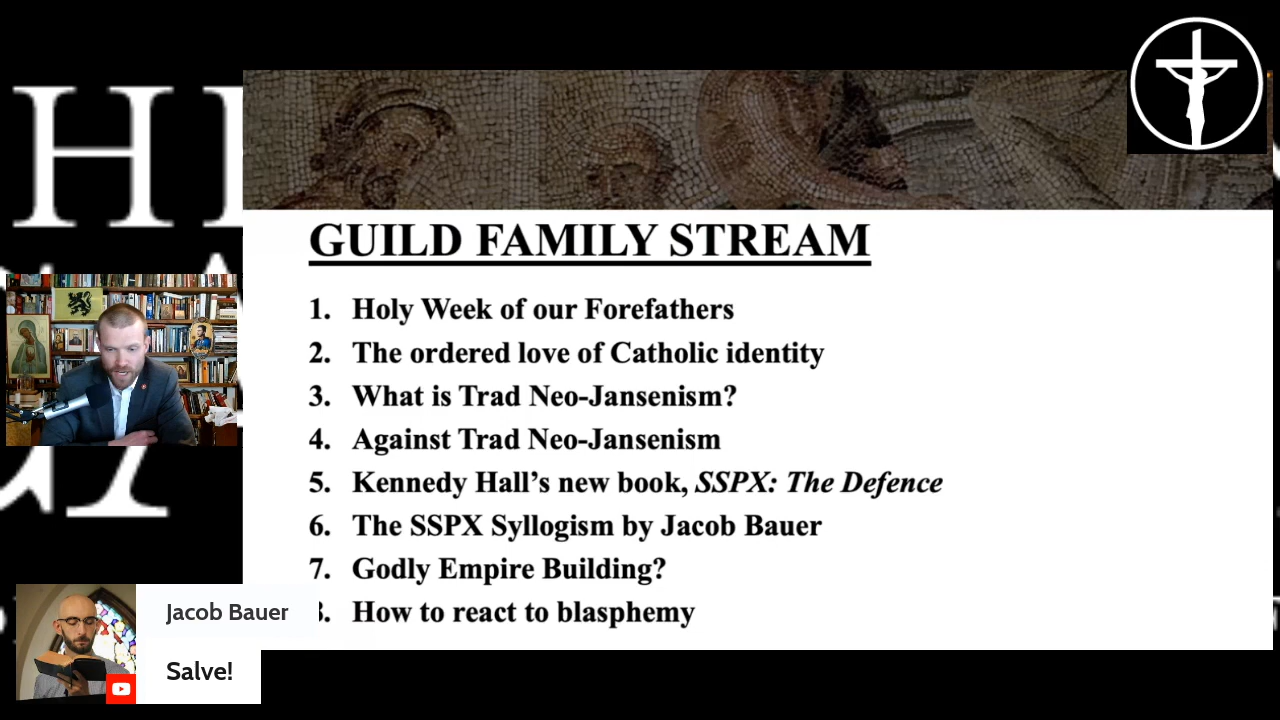 GUILD FAMILY STREAM
1. Holy Week of our Forefathers
2. The ordered love of Catholic identity
3. What is Trad Neo-Jansenism?
4. Against Trad Neo-Jansenism
5. Kennedy Hall’s new book, SSPX: The Defence
6. The SSPX Syllogism by Jacob Bauer
7. Godly Empire Building?
8. How to react to blasphemy
Jacob Bauer
Salve!